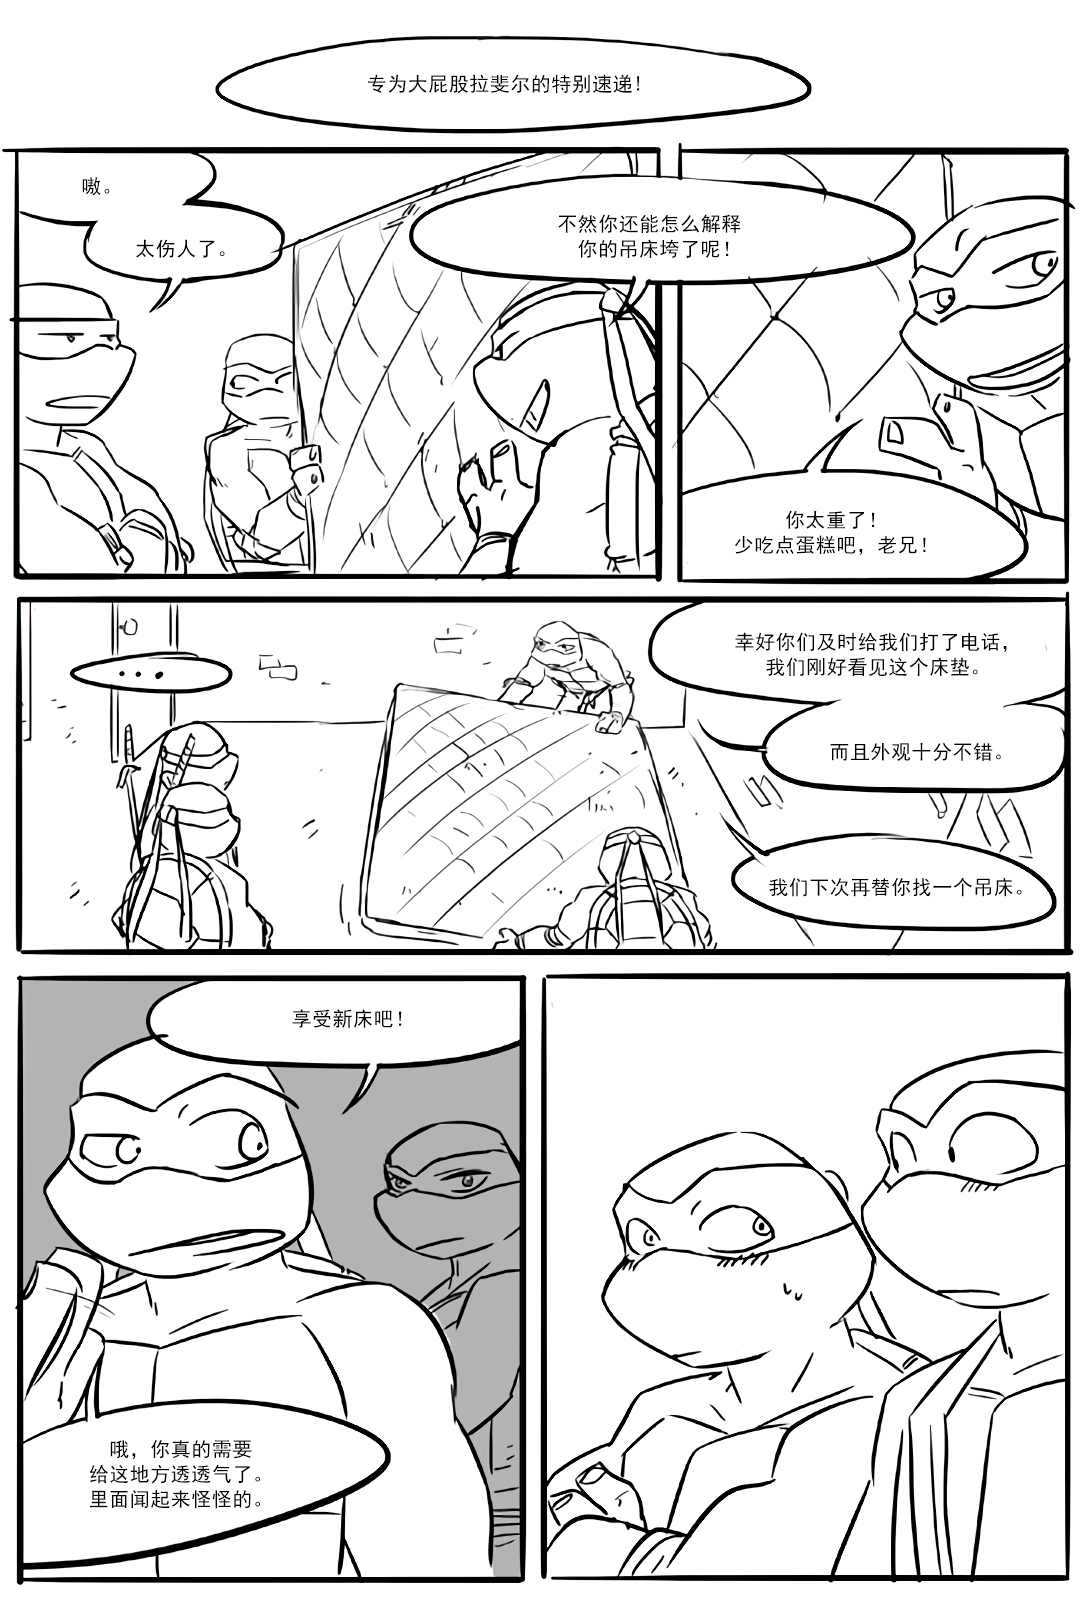 专为大屁股拉斐尔的特别速递！
嗷。
太伤人了。
不然你还能怎么解释
你的吊床垮了呢！
你太重了！
少吃点蛋糕吧，老兄！
...
幸好你们及时给我们打了电话，
我们刚好看见这个床垫。
而且外观十分不错。
我们下次再替你找一个吊床。
享受新床吧！
哦，你真的需要
给这地方透透气了。
里面闻起来怪怪的。